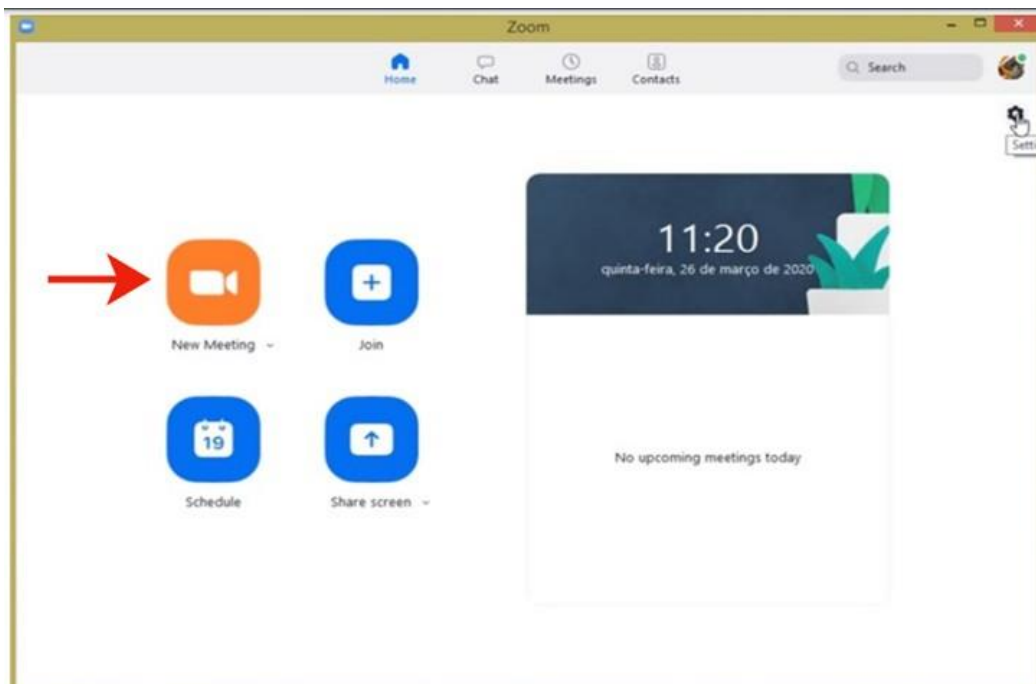 Zoom
Home
Chat
Meetings
Contacts
Search
Setti
11:20
quinta-feira, 26 de março de 2020
New Meeting
Join
19
Schedule
Share screen
No upcoming meetings today